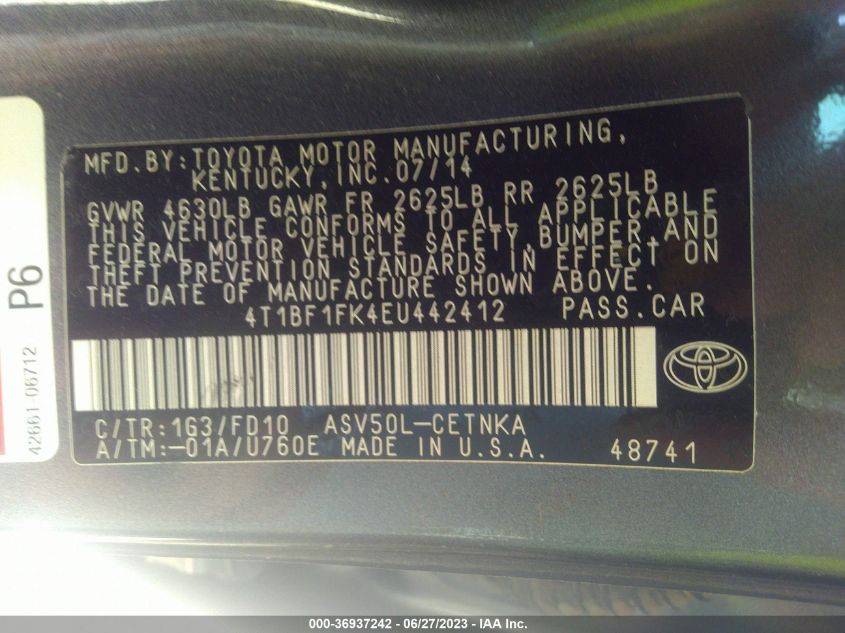 MFD.BY:TOYOTA MOTOR MANUFACTURING,
KENTUCKY, INC. 07/14
GVWR 4630LB GAWR FR 2625LB RR 2625LB
THIS VEHICLE CONFORMS TO ALL APPLICABLE
FEDERAL MOTOR VEHICLE SAFETY, BUMPER, AND
THEFT PREVENTION STANDARDS IN EFFECT ON
THE DATE OF MANUFACTURE SHOWN ABOVE.
4T1BF1FK4EU442412 PASS.CAR
C/TR:1G3/FD10 ASV50L-CETNKA
A/TM:-01A/U760E MADE IN U.S.A. 48741
P6
42661-06712
000-36937242 - 06/27/2023 - IAA Inc.